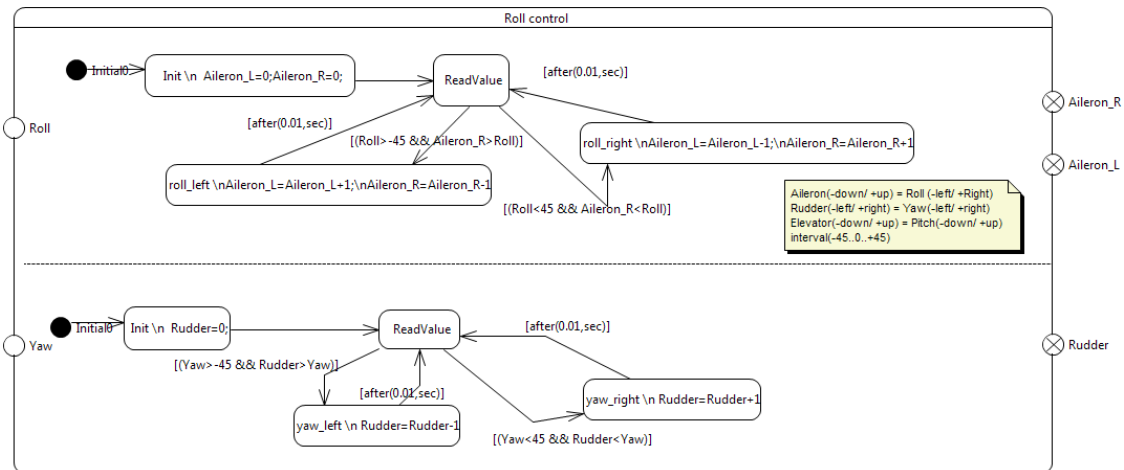 Roll control
Initial0
Init \n  Aileron_L=0;Aileron_R=0;
ReadValue
[after(0.01,sec)]
Aileron_R
[after(0.01,sec)]
Roll
[(Roll>-45 && Aileron_R>Roll)]
roll_right \nAileron_L=Aileron_L-1;\nAileron_R=Aileron_R+1
Aileron_L
roll_left \nAileron_L=Aileron_L+1;\nAileron_R=Aileron_R-1
[(Roll<45 && Aileron_R<Roll)]
Aileron(-down/ +up) = Roll (-left/ +Right)
Rudder(-left/ +right) = Yaw(-left/ +right)
Elevator(-down/ +up) = Pitch(-down/ +up)
interval(-45..0..+45)
Initial0
Init \n  Rudder=0;
ReadValue
[after(0.01,sec)]
Yaw
Rudder
[(Yaw>-45 && Rudder>Yaw)]
[after(0.01,sec)]
yaw_right \n Rudder=Rudder+1
yaw_left \n Rudder=Rudder-1
[(Yaw<45 && Rudder<Yaw)]